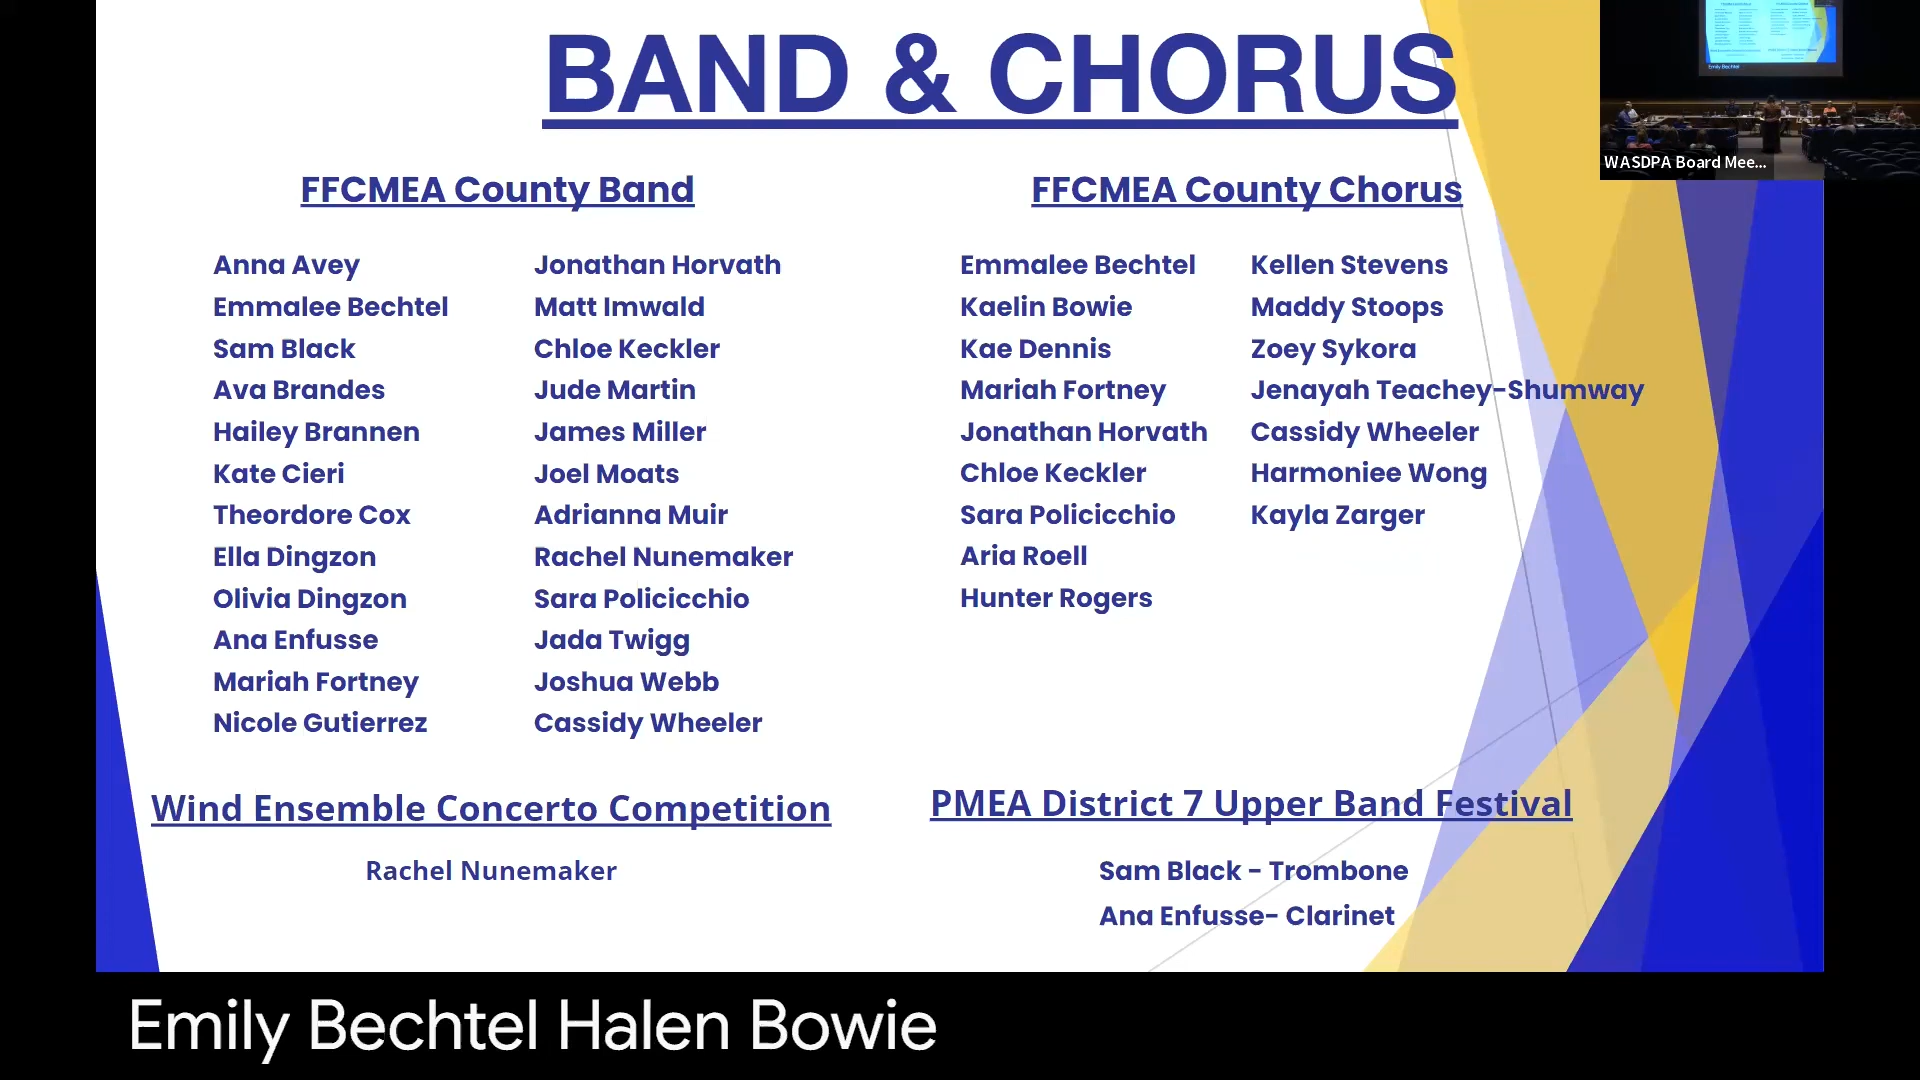 BAND & CHORUS
FFCMEA County Band
Anna Avey
Emmalee Bechtel
Sam Black
Ava Brandes
Hailey Brannen
Kate Cieri
Theordore Cox
Ella Dingzon
Olivia Dingzon
Ana Enfusse
Mariah Fortney
Nicole Gutierrez
Jonathan Horvath
Matt Imwald
Chloe Keckler
Jude Martin
James Miller
Joel Moats
Adrianna Muir
Rachel Nunemaker
Sara Policicchio
Jada Twigg
Joshua Webb
Cassidy Wheeler
FFCMEA County Chorus
Emmalee Bechtel
Kaelin Bowie
Kae Dennis
Mariah Fortney
Jonathan Horvath
Chloe Keckler
Sara Policicchio
Aria Roell
Hunter Rogers
Kellen Stevens
Maddy Stoops
Zoey Sykora
Jenayah Teachey-Shumway
Cassidy Wheeler
Harmoniee Wong
Kayla Zarger
Wind Ensemble Concerto Competition
Rachel Nunemaker
PMEA District 7 Upper Band Festival
Sam Black - Trombone
Ana Enfusse- Clarinet
WASDPA Board Mee...
Emily Bechtel Halen Bowie